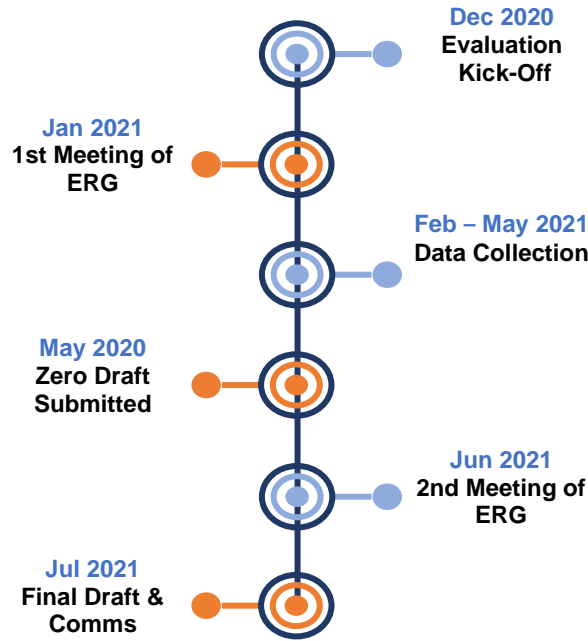 Dec 2020
Evaluation
Kick-Off
Jan 2021
1st Meeting of
ERG
Feb – May 2021
Data Collection
May 2020
Zero Draft
Submitted
Jun 2021
2nd Meeting of
ERG
Jul 2021
Final Draft &
Comms